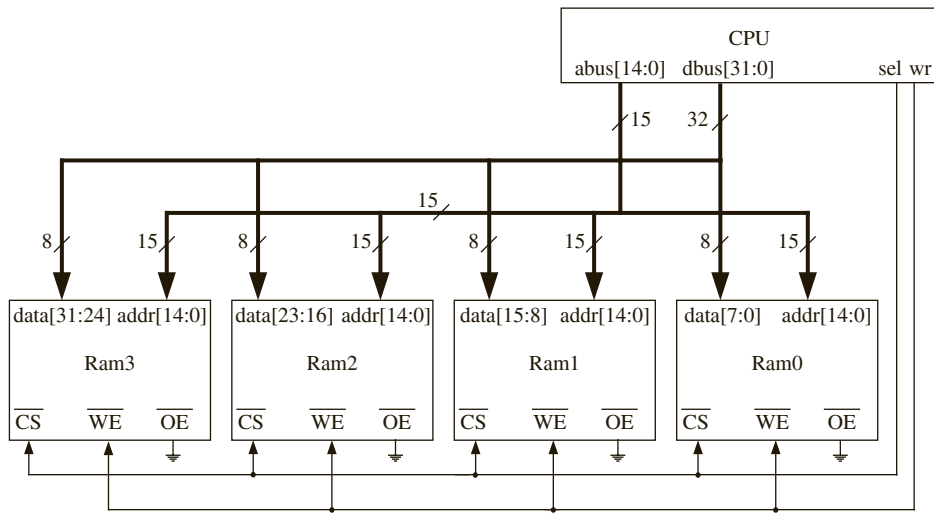 CPU
abus[14:0] dbus[31:0] sel wr
15 32
15
8 15 8 15 8 15 8 15
data[31:24] addr[14:0] data[23:16] addr[14:0] data[15:8] addr[14:0] data[7:0] addr[14:0]
Ram3 Ram2 Ram1 Ram0
CS WE OE CS WE OE CS WE OE CS WE OE